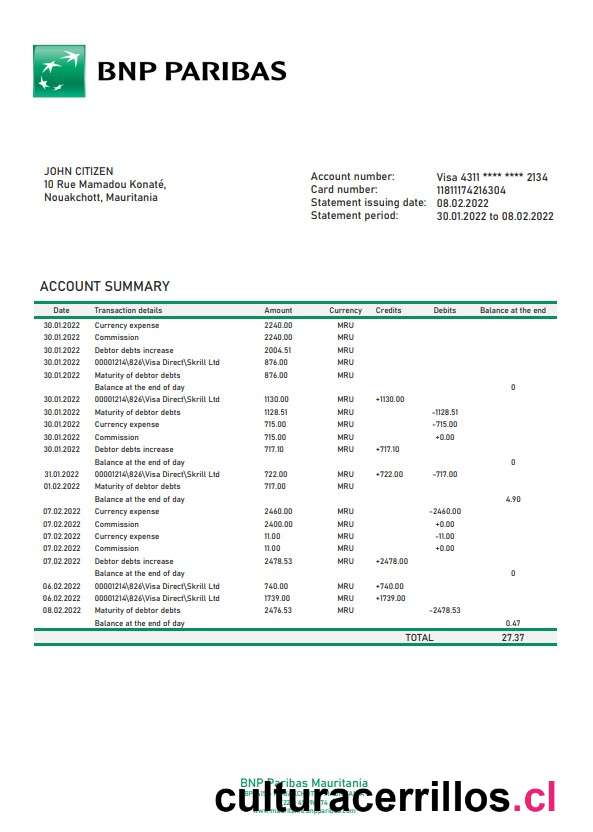 BNP PARIBAS
JOHN CITIZEN
10 Rue Mamadou Konaté,
Nouakchott, Mauritania
Account number: Visa 4311 **** **** 2134
Card number: 11811174216304
Statement issuing date: 08.02.2022
Statement period: 30.01.2022 to 08.02.2022
ACCOUNT SUMMARY
Date Transaction details Amount Currency Credits Debits Balance at the end
30.01.2022 Currency expense 2240.00 MRU
30.01.2022 Commission 2240.00 MRU
30.01.2022 Debtor debts increase 2004.51 MRU
30.01.2022 00001214\826\Visa Direct\Skrill Ltd 876.00 MRU
30.01.2022 Maturity of debtor debts 876.00 MRU
Balance at the end of day 0
30.01.2022 00001214\826\Visa Direct\Skrill Ltd 1130.00 MRU +1130.00
30.01.2022 Maturity of debtor debts 1128.51 MRU -1128.51
30.01.2022 Currency expense 715.00 MRU -715.00
30.01.2022 Commission 715.00 MRU +0.00
30.01.2022 Debtor debts increase 717.10 MRU +717.10
Balance at the end of day 0
31.01.2022 00001214\826\Visa Direct\Skrill Ltd 722.00 MRU +722.00 -717.00
01.02.2022 Maturity of debtor debts 717.00 MRU
Balance at the end of day 4.90
07.02.2022 Currency expense 2460.00 MRU -2460.00
07.02.2022 Commission 2400.00 MRU +0.00
07.02.2022 Currency expense 11.00 MRU -11.00
07.02.2022 Commission 11.00 MRU +0.00
07.02.2022 Debtor debts increase 2478.53 MRU +2478.00
Balance at the end of day 0
06.02.2022 00001214\826\Visa Direct\Skrill Ltd 740.00 MRU +740.00
06.02.2022 00001214\826\Visa Direct\Skrill Ltd 1739.00 MRU +1739.00
08.02.2022 Maturity of debtor debts 2476.53 MRU -2478.53
Balance at the end of day 0.47
TOTAL 27.37
BNP Paribas Mauritania
culturacerrillos.cl